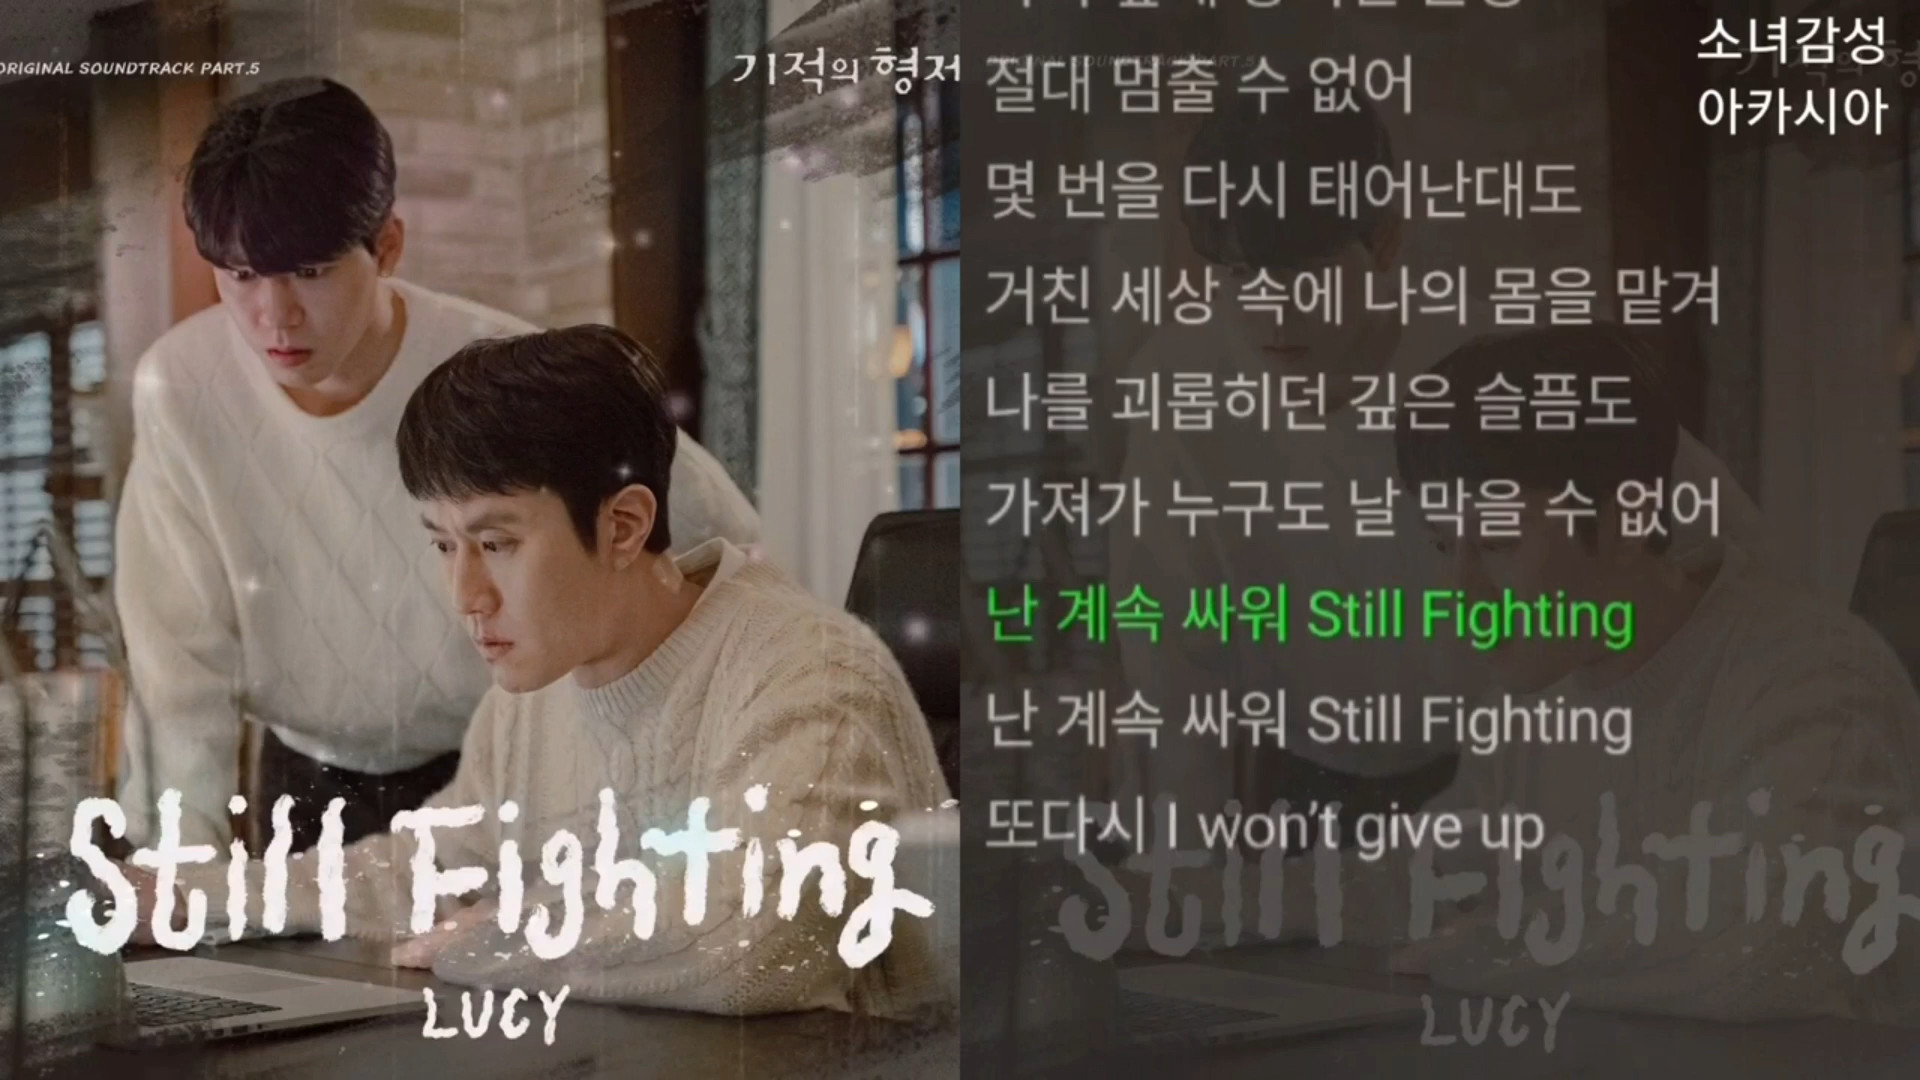 ORIGINAL SOUNDTRACK PART.5
기적의 형제
Still Fighting
LUCY
소녀감성
아카시아
절대 멈출 수 없어
몇 번을 다시 태어난대도
거친 세상 속에 나의 몸을 맡겨
나를 괴롭히던 깊은 슬픔도
가져가 누구도 날 막을 수 없어
난 계속 싸워 Still Fighting
난 계속 싸워 Still Fighting
또다시 I won't give up
Still Fighting
LUCY